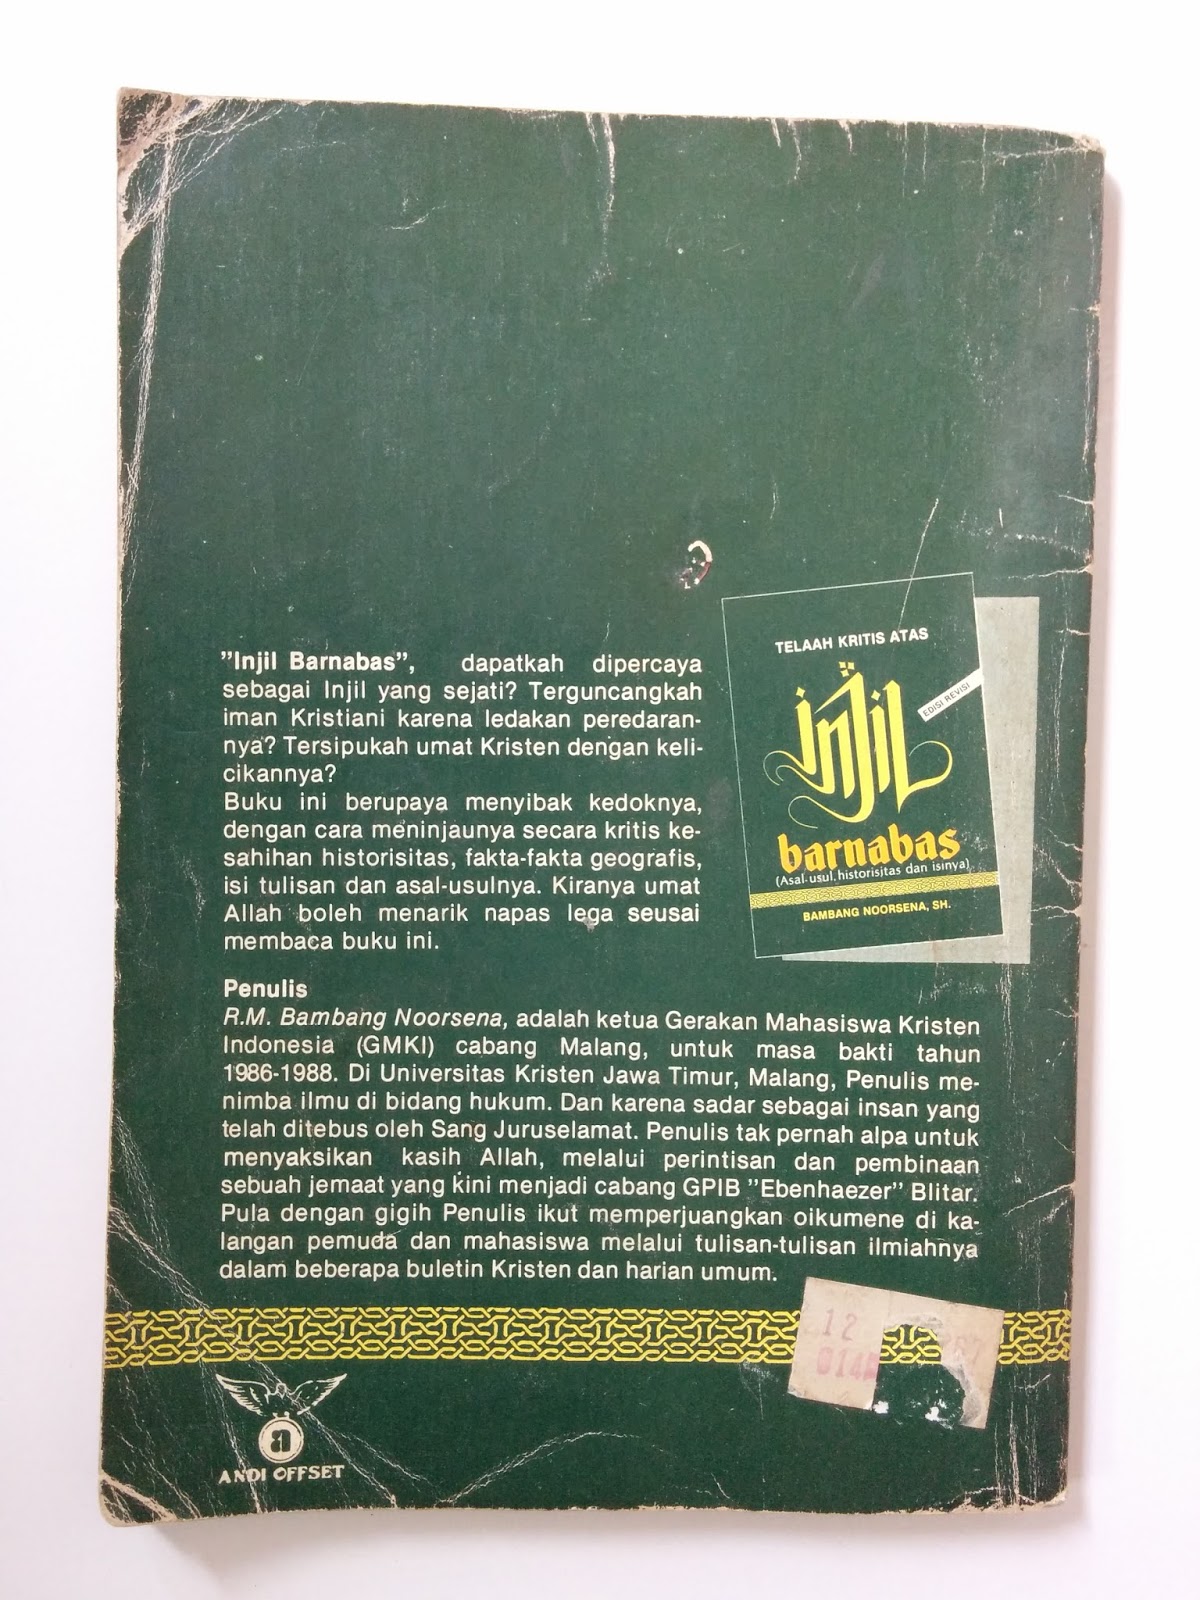 "Injil Barnabas", dapatkah dipercaya
sebagai Injil yang sejati? Terguncangkah
iman Kristiani karena ledakan peredaran-
nya? Tersipukah umat Kristen dengan keli-
cikannya?
Buku ini berupaya menyibak kedoknya,
dengan cara meninjaunya secara kritis ke-
sahihan historisitas, fakta-fakta geografis,
isi tulisan dan asal-usulnya. Kiranya umat
Allah boleh menarik napas lega seusai
membaca buku ini.
TELAAH KRITIS ATAS
injil
EDISI REVISI
barnabas
(Asal-usul, historisitas dan isinya)
BAMBANG NOORSENA, SH.
Penulis
R.M. Bambang Noorsena, adalah ketua Gerakan Mahasiswa Kristen
Indonesia (GMKI) cabang Malang, untuk masa bakti tahun
1986-1988. Di Universitas Kristen Jawa Timur, Malang, Penulis me-
nimba ilmu di bidang hukum. Dan karena sadar sebagai insan yang
telah ditebus oleh Sang Juruselamat. Penulis tak pernah alpa untuk
menyaksikan kasih Allah, melalui perintisan dan pembinaan
sebuah jemaat yang kini menjadi cabang GPIB "Ebenhaezer" Blitar.
Pula dengan gigih Penulis ikut memperjuangkan oikumene di ka-
langan pemuda dan mahasiswa melalui tulisan-tulisan ilmiahnya
dalam beberapa buletin Kristen dan harian umum.
12
a
ANDI OFFSET